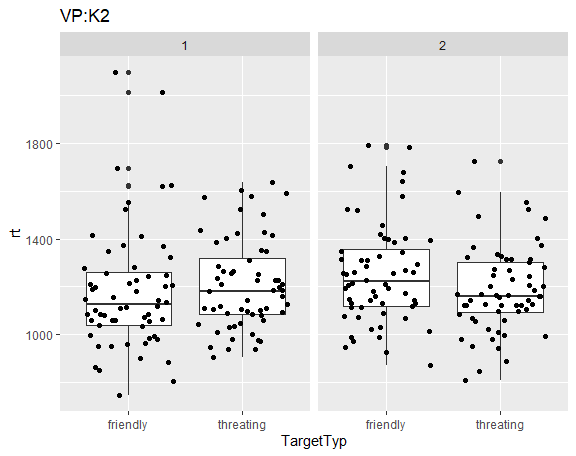 VP:K2
1 2
rt
1800
1400
1000
friendly threating friendly threating
TargetTyp